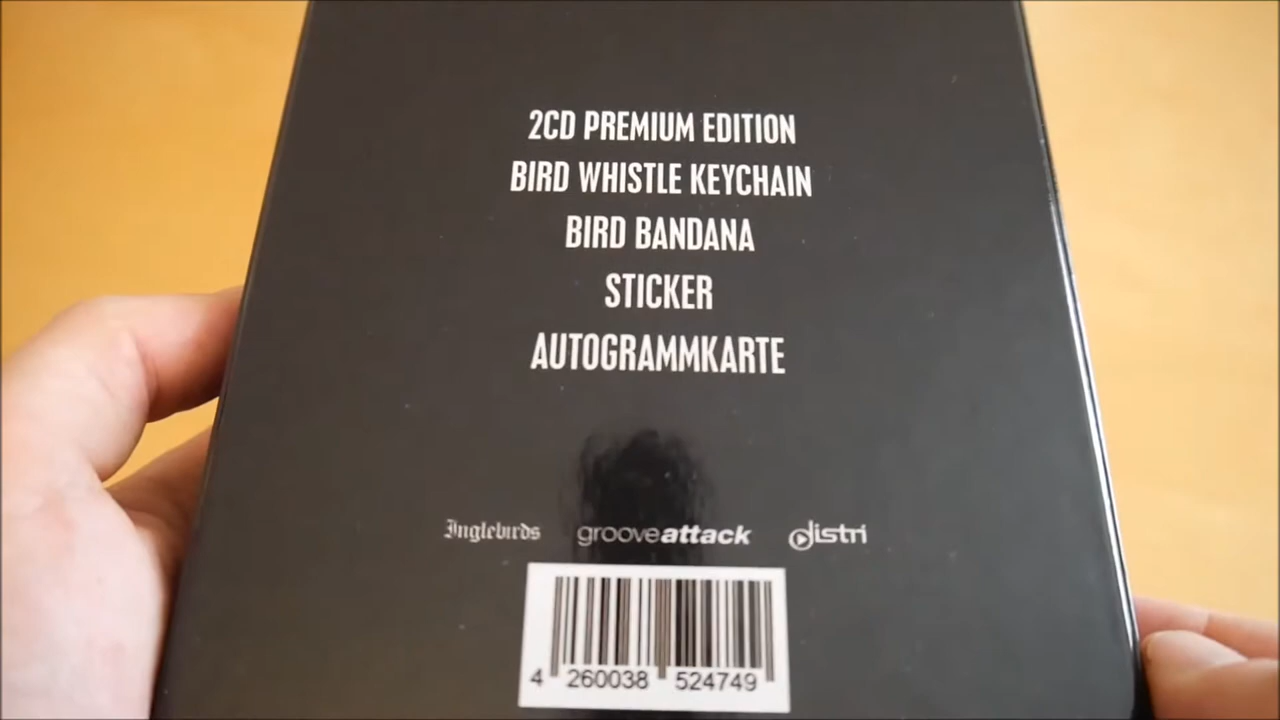 2CD PREMIUM EDITION
BIRD WHISTLE KEYCHAIN
BIRD BANDANA
STICKER
AUTOGRAMMKARTE
Inglebirds grooveattack distri
4 260038 524749